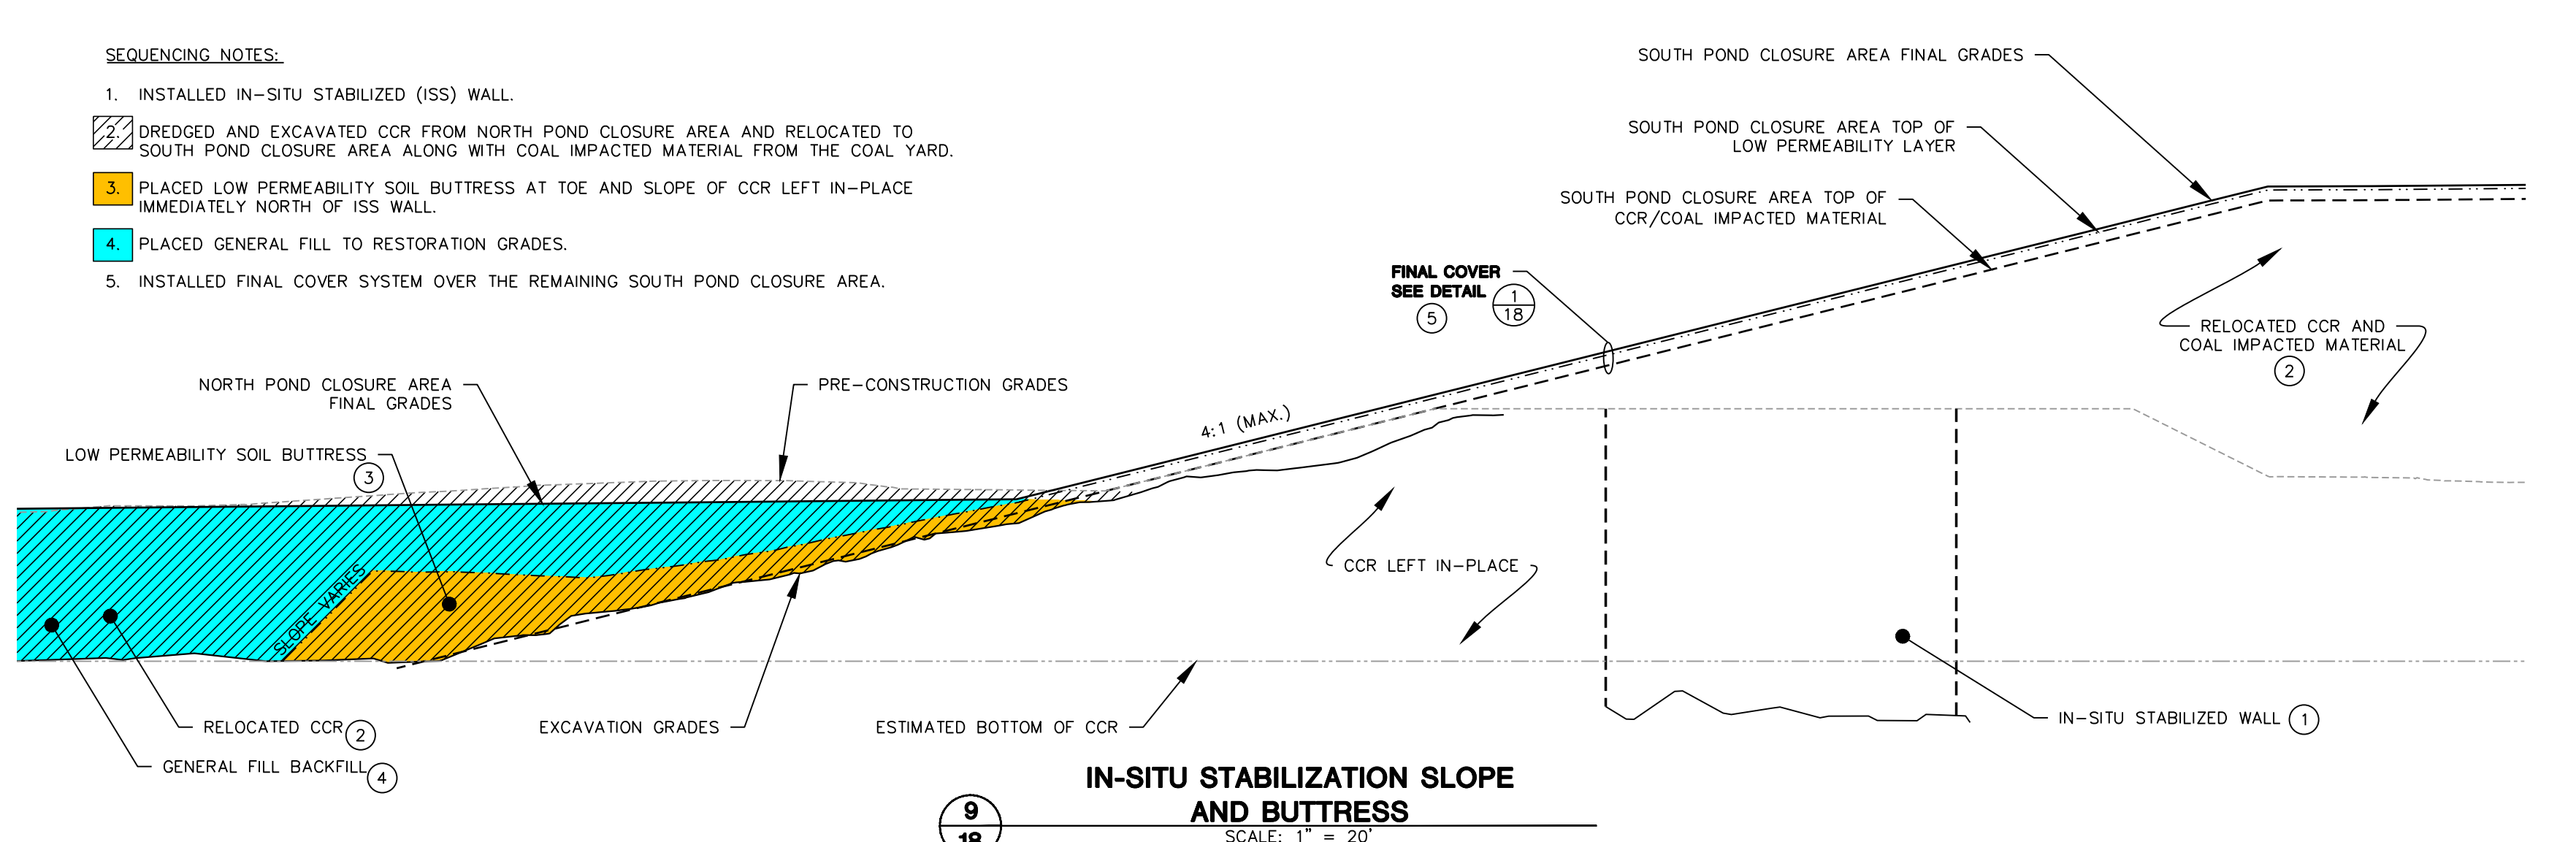 SEQUENCING NOTES:
1. INSTALLED IN-SITU STABILIZED (ISS) WALL.
2. DREDGED AND EXCAVATED CCR FROM NORTH POND CLOSURE AREA AND RELOCATED TO
SOUTH POND CLOSURE AREA ALONG WITH COAL IMPACTED MATERIAL FROM THE COAL YARD.
3. PLACED LOW PERMEABILITY SOIL BUTTRESS AT TOE AND SLOPE OF CCR LEFT IN-PLACE
IMMEDIATELY NORTH OF ISS WALL.
4. PLACED GENERAL FILL TO RESTORATION GRADES.
5. INSTALLED FINAL COVER SYSTEM OVER THE REMAINING SOUTH POND CLOSURE AREA.
SOUTH POND CLOSURE AREA FINAL GRADES
SOUTH POND CLOSURE AREA TOP OF
LOW PERMEABILITY LAYER
SOUTH POND CLOSURE AREA TOP OF
CCR/COAL IMPACTED MATERIAL
FINAL COVER
SEE DETAIL
1
18
5
RELOCATED CCR AND
COAL IMPACTED MATERIAL
2
NORTH POND CLOSURE AREA
FINAL GRADES
PRE-CONSTRUCTION GRADES
4:1 (MAX.)
LOW PERMEABILITY SOIL BUTTRESS
3
SLOPE VARIES
CCR LEFT IN-PLACE
RELOCATED CCR
2
EXCAVATION GRADES
ESTIMATED BOTTOM OF CCR
IN-SITU STABILIZED WALL
1
GENERAL FILL BACKFILL
4
IN-SITU STABILIZATION SLOPE
AND BUTTRESS
9
18
SCALE: 1" = 20'